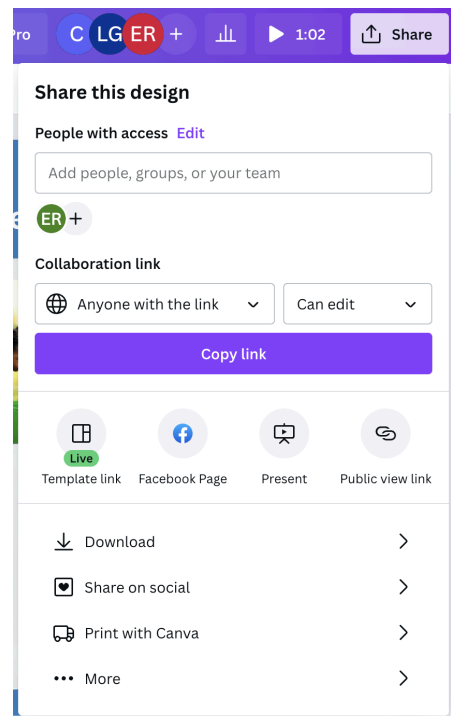 Pro C LG ER + 1:02 Share
Share this design
People with access Edit
Add people, groups, or your team
ER +
Collaboration link
Anyone with the link Can edit
Copy link
Live
Template link Facebook Page Present Public view link
Download
Share on social
Print with Canva
More